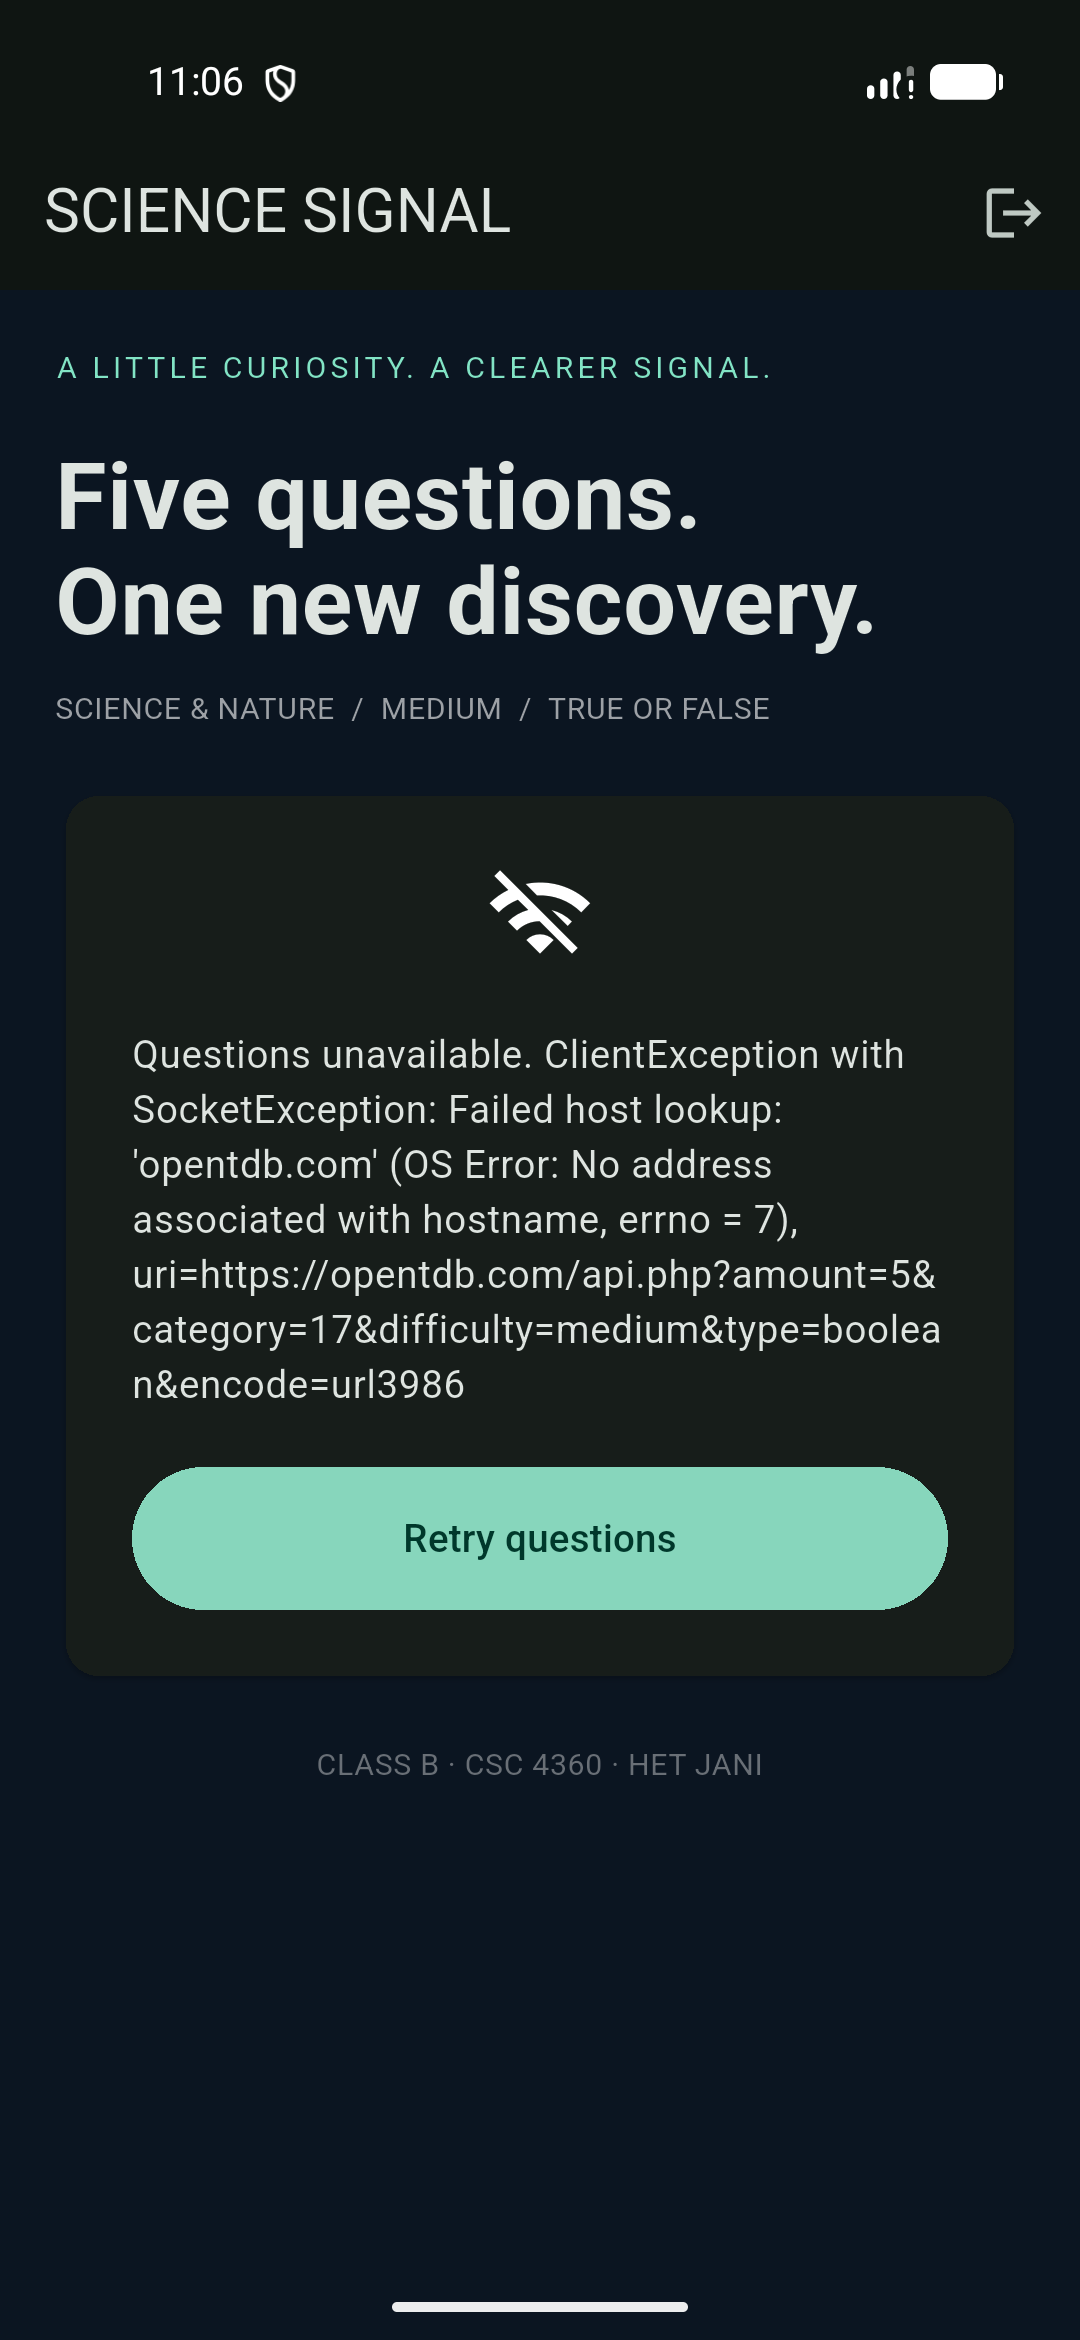 11:06
SCIENCE SIGNAL
A LITTLE CURIOSITY. A CLEARER SIGNAL.
Five questions.
One new discovery.
SCIENCE & NATURE / MEDIUM / TRUE OR FALSE
Questions unavailable. ClientException with
SocketException: Failed host lookup:
'opentdb.com' (OS Error: No address
associated with hostname, errno = 7),
uri=https://opentdb.com/api.php?amount=5&
category=17&difficulty=medium&type=boolea
n&encode=url3986
Retry questions
CLASS B · CSC 4360 · HET JANI